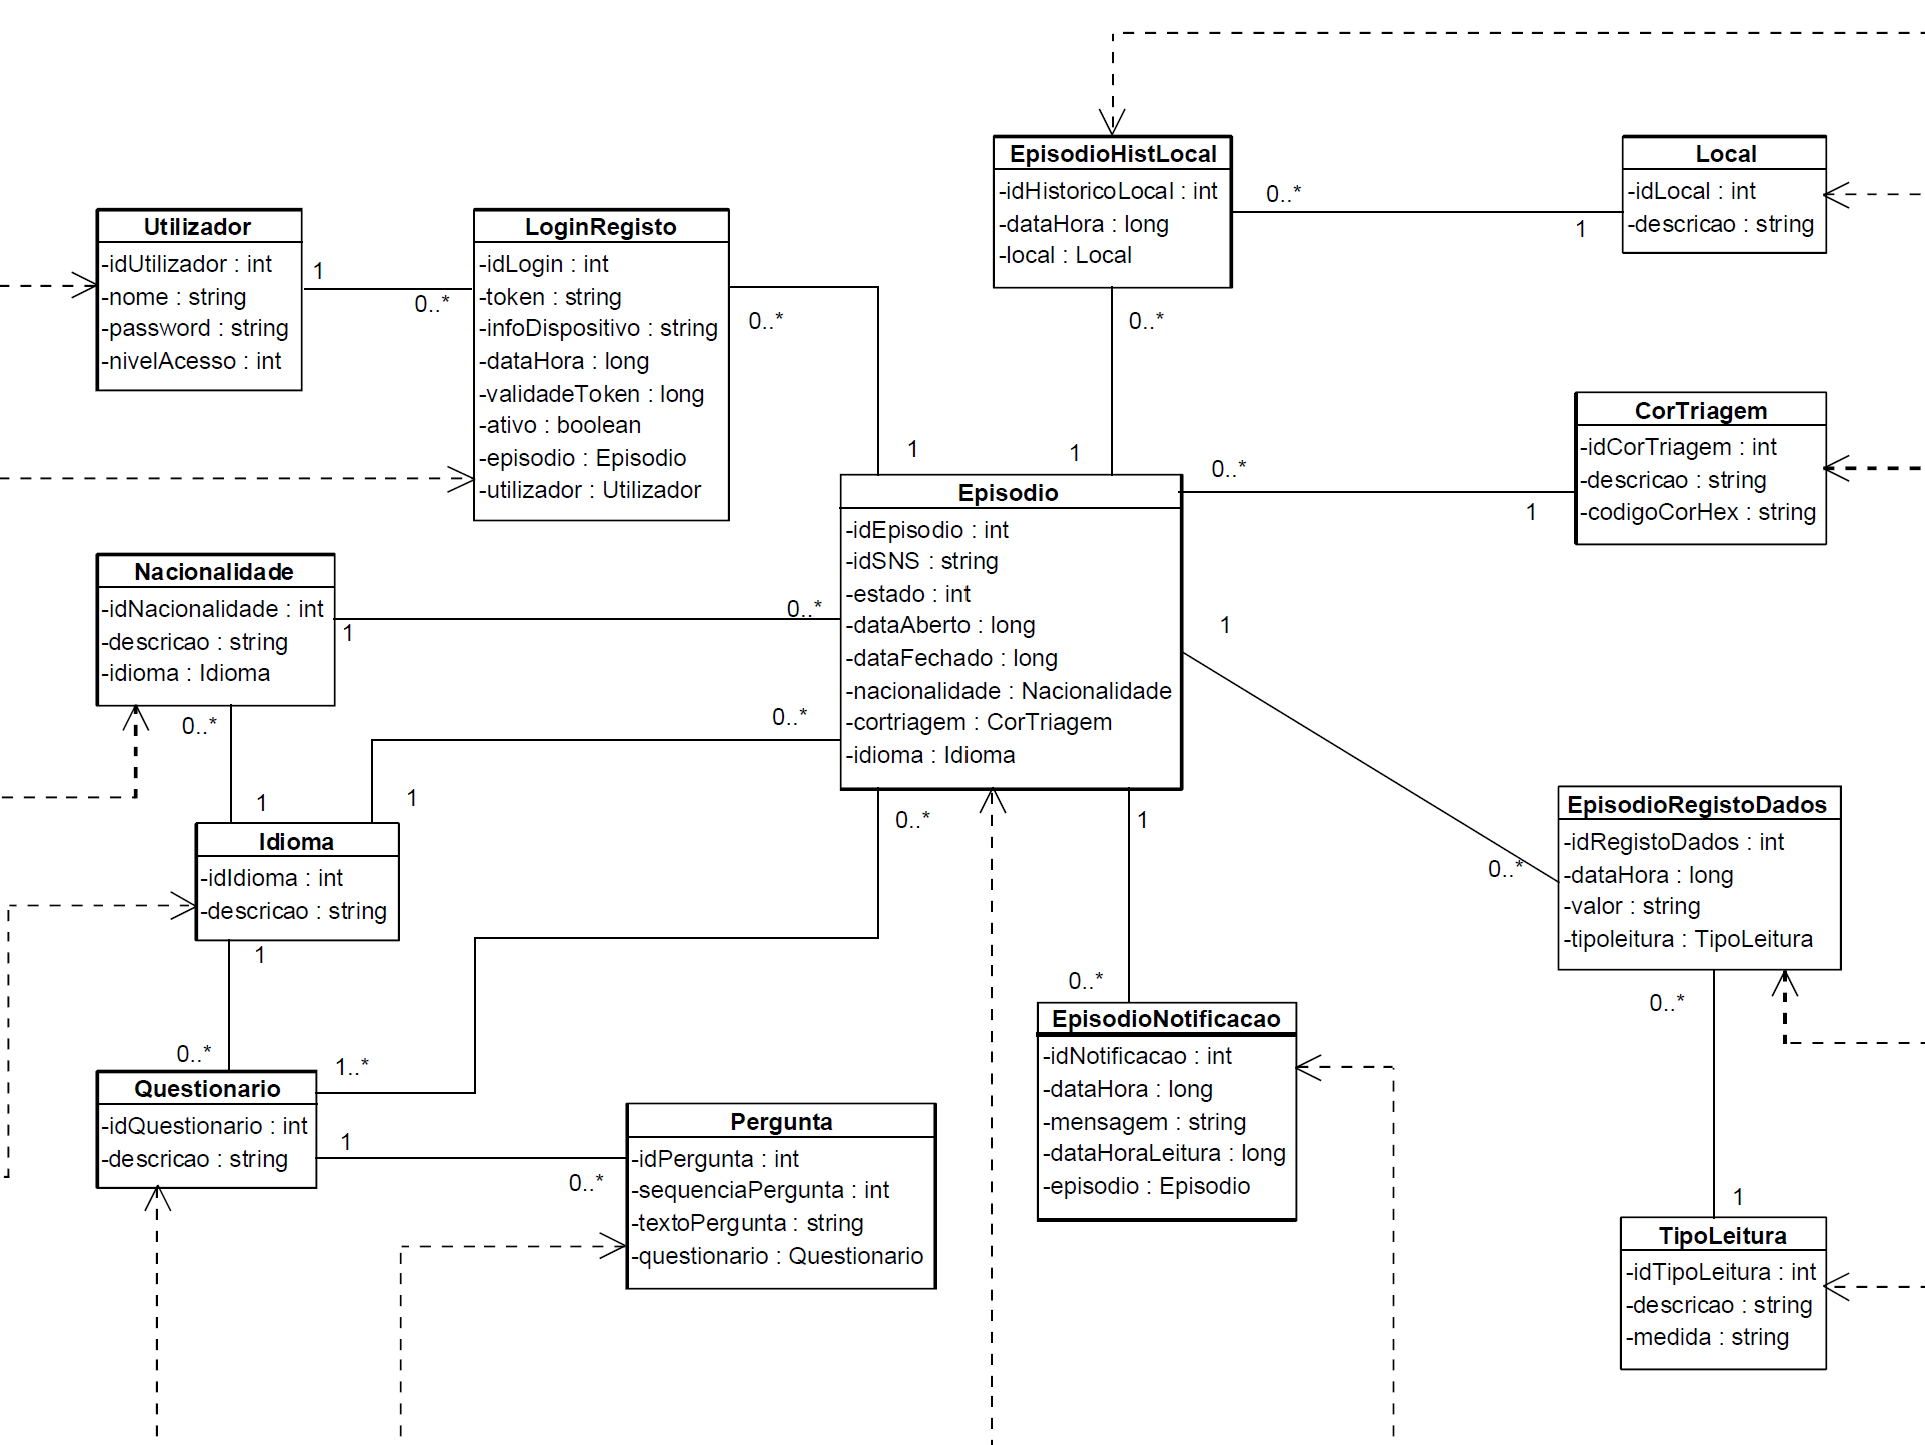 EpisodioHistLocal
-idHistoricoLocal : int
-dataHora : long
-local : Local
0..*
1
Local
-idLocal : int
-descricao : string
Utilizador
-idUtilizador : int
-nome : string
-password : string
-nivelAcesso : int
1
0..*
LoginRegisto
-idLogin : int
-token : string
-infoDispositivo : string
-dataHora : long
-validadeToken : long
-ativo : boolean
-episodio : Episodio
-utilizador : Utilizador
0..*
1
0..*
1
CorTriagem
-idCorTriagem : int
-descricao : string
-codigoCorHex : string
0..*
1
Episodio
-idEpisodio : int
-idSNS : string
-estado : int
-dataAberto : long
-dataFechado : long
-nacionalidade : Nacionalidade
-cortriagem : CorTriagem
-idioma : Idioma
Nacionalidade
-idNacionalidade : int
-descricao : string
-idioma : Idioma
1
0..*
0..*
1
0..*
1
Idioma
-idIdioma : int
-descricao : string
1
0..*
Questionario
-idQuestionario : int
-descricao : string
1..*
0..*
1
0..*
Pergunta
-idPergunta : int
-sequenciaPergunta : int
-textoPergunta : string
-questionario : Questionario
1
0..*
EpisodioNotificacao
-idNotificacao : int
-dataHora : long
-mensagem : string
-dataHoraLeitura : long
-episodio : Episodio
1
0..*
EpisodioRegistoDados
-idRegistoDados : int
-dataHora : long
-valor : string
-tipoleitura : TipoLeitura
0..*
1
TipoLeitura
-idTipoLeitura : int
-descricao : string
-medida : string